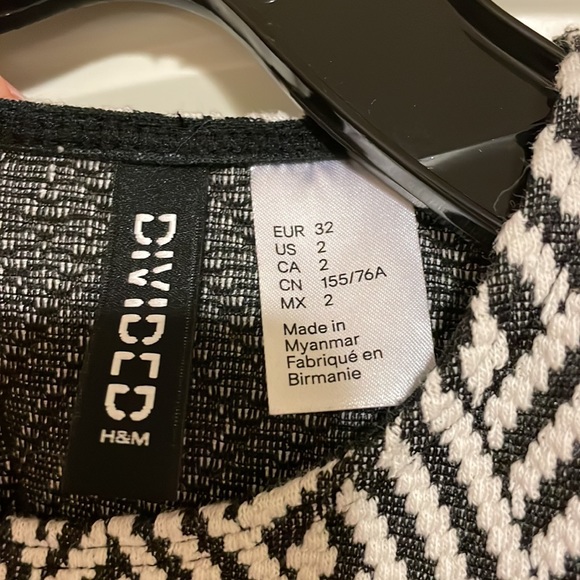 DIVIDED
H&M
EUR 32
US 2
CA 2
CN 155/76A
MX 2
Made in
Myanmar
Fabriqué en
Birmanie